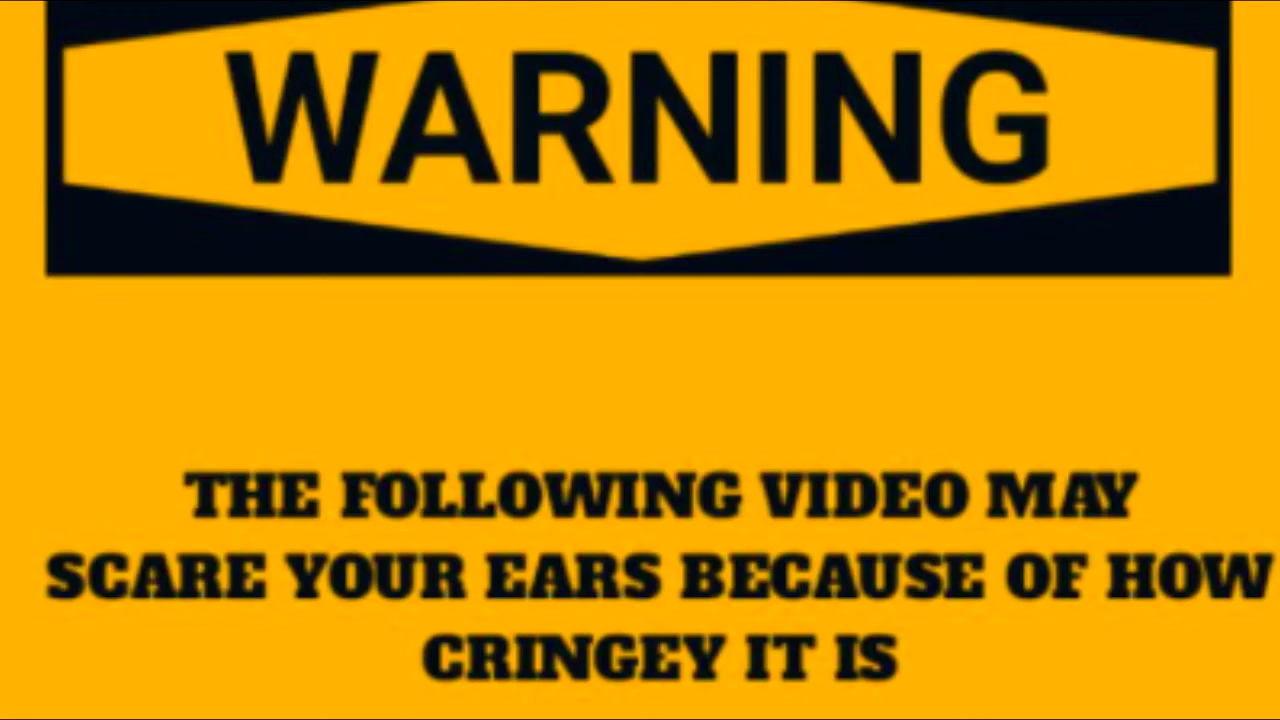 WARNING
THE FOLLOWING VIDEO MAY
SCARE YOUR EARS BECAUSE OF HOW
CRINGEY IT IS